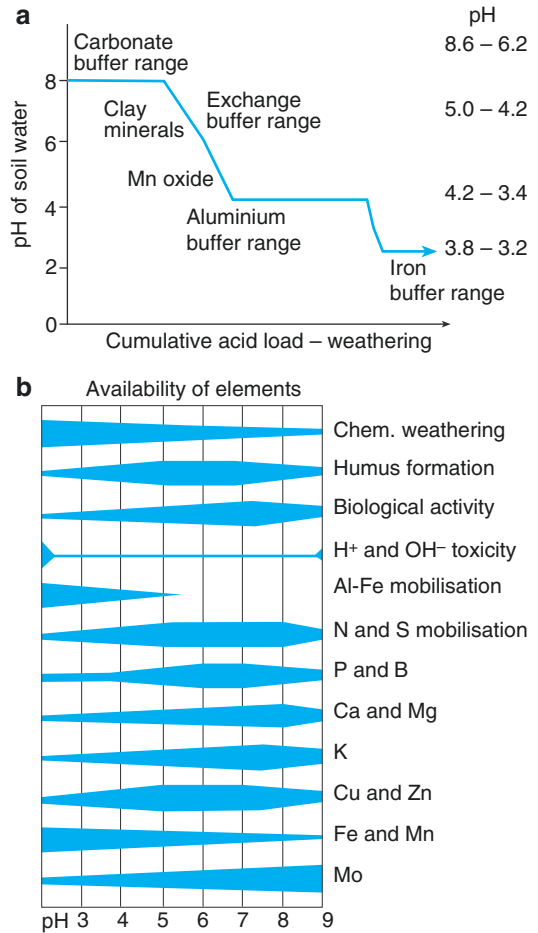 a
pH
8.6 – 6.2
5.0 – 4.2
4.2 – 3.4
3.8 – 3.2
pH of soil water
8
6
4
2
0
Carbonate
buffer range
Clay
minerals
Exchange
buffer range
Mn oxide
Aluminium
buffer range
Iron
buffer range
Cumulative acid load – weathering
b
Availability of elements
Chem. weathering
Humus formation
Biological activity
H⁺ and OH⁻ toxicity
Al-Fe mobilisation
N and S mobilisation
P and B
Ca and Mg
K
Cu and Zn
Fe and Mn
Mo
pH 3 4 5 6 7 8 9